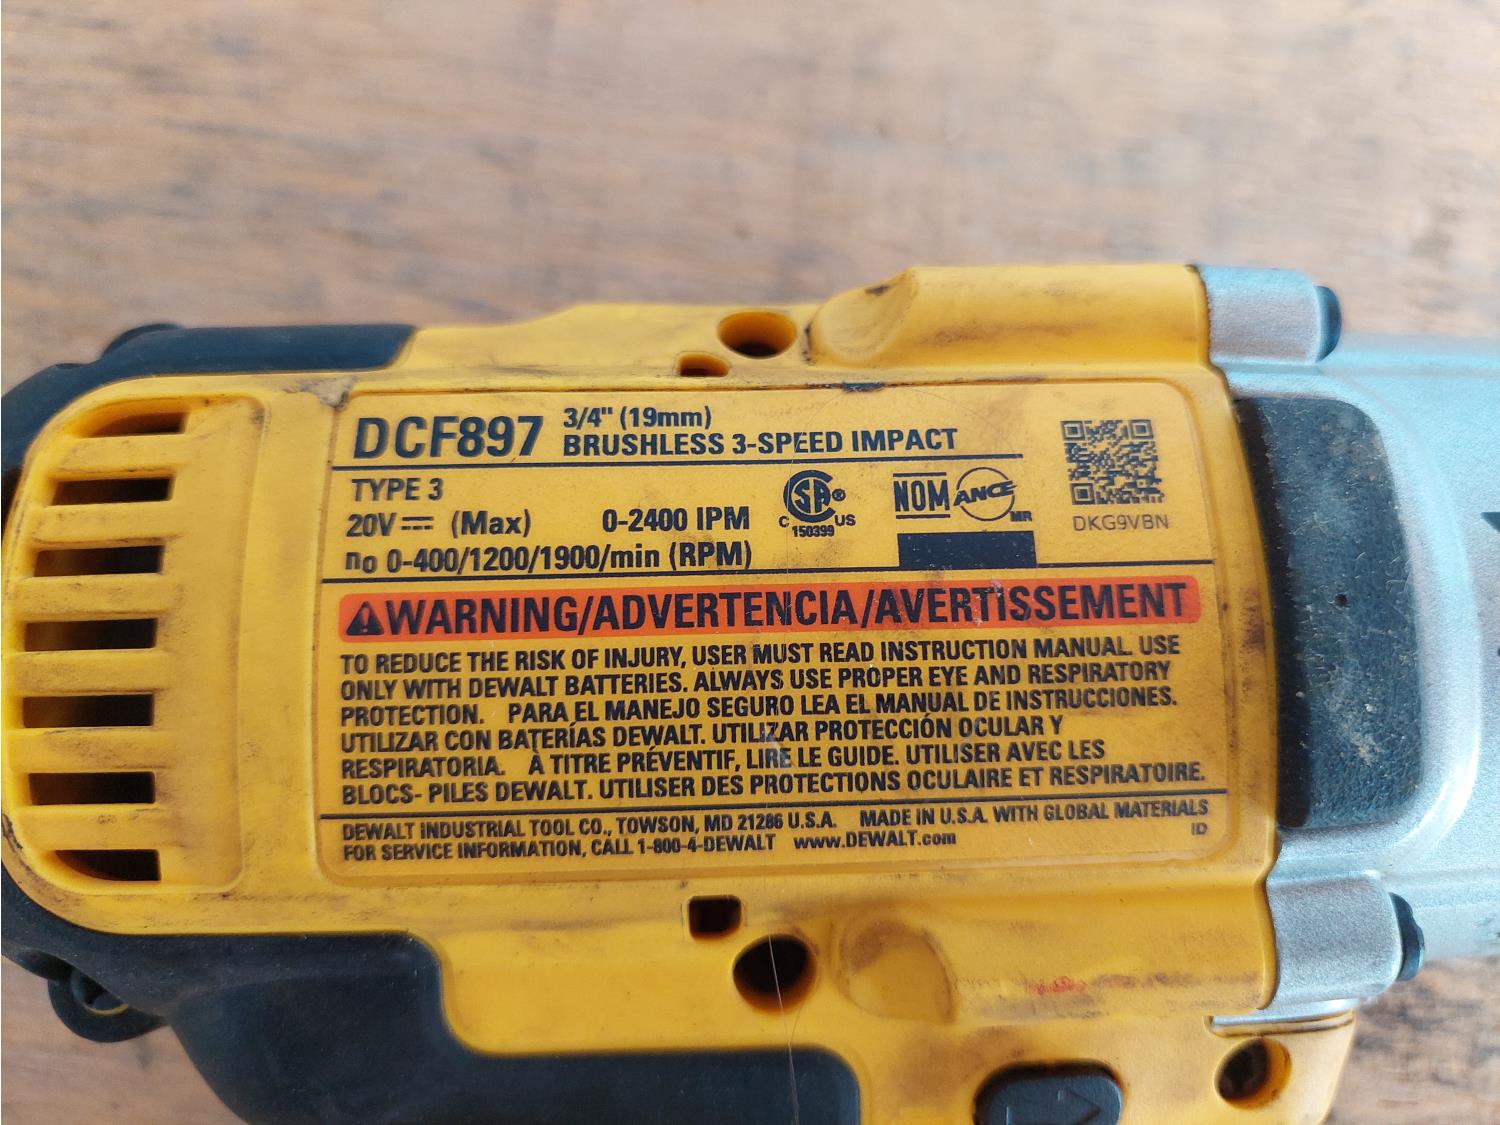 DCF897 3/4" (19mm)
BRUSHLESS 3-SPEED IMPACT
TYPE 3
20V (Max) 0-2400 IPM
no 0-400/1200/1900/min (RPM)
CSA® C US
150399
NOM ANCE MR
DKG9VBN
WARNING/ADVERTENCIA/AVERTISSEMENT
TO REDUCE THE RISK OF INJURY, USER MUST READ INSTRUCTION MANUAL. USE
ONLY WITH DEWALT BATTERIES. ALWAYS USE PROPER EYE AND RESPIRATORY
PROTECTION. PARA EL MANEJO SEGURO LEA EL MANUAL DE INSTRUCCIONES.
UTILIZAR CON BATERÍAS DEWALT. UTILIZAR PROTECCIÓN OCULAR Y
RESPIRATORIA. À TITRE PRÉVENTIF, LIRE LE GUIDE. UTILISER AVEC LES
BLOCS- PILES DEWALT. UTILISER DES PROTECTIONS OCULAIRE ET RESPIRATOIRE.
DEWALT INDUSTRIAL TOOL CO., TOWSON, MD 21286 U.S.A. MADE IN U.S.A. WITH GLOBAL MATERIALS
FOR SERVICE INFORMATION, CALL 1-800-4-DEWALT www.DEWALT.com ID